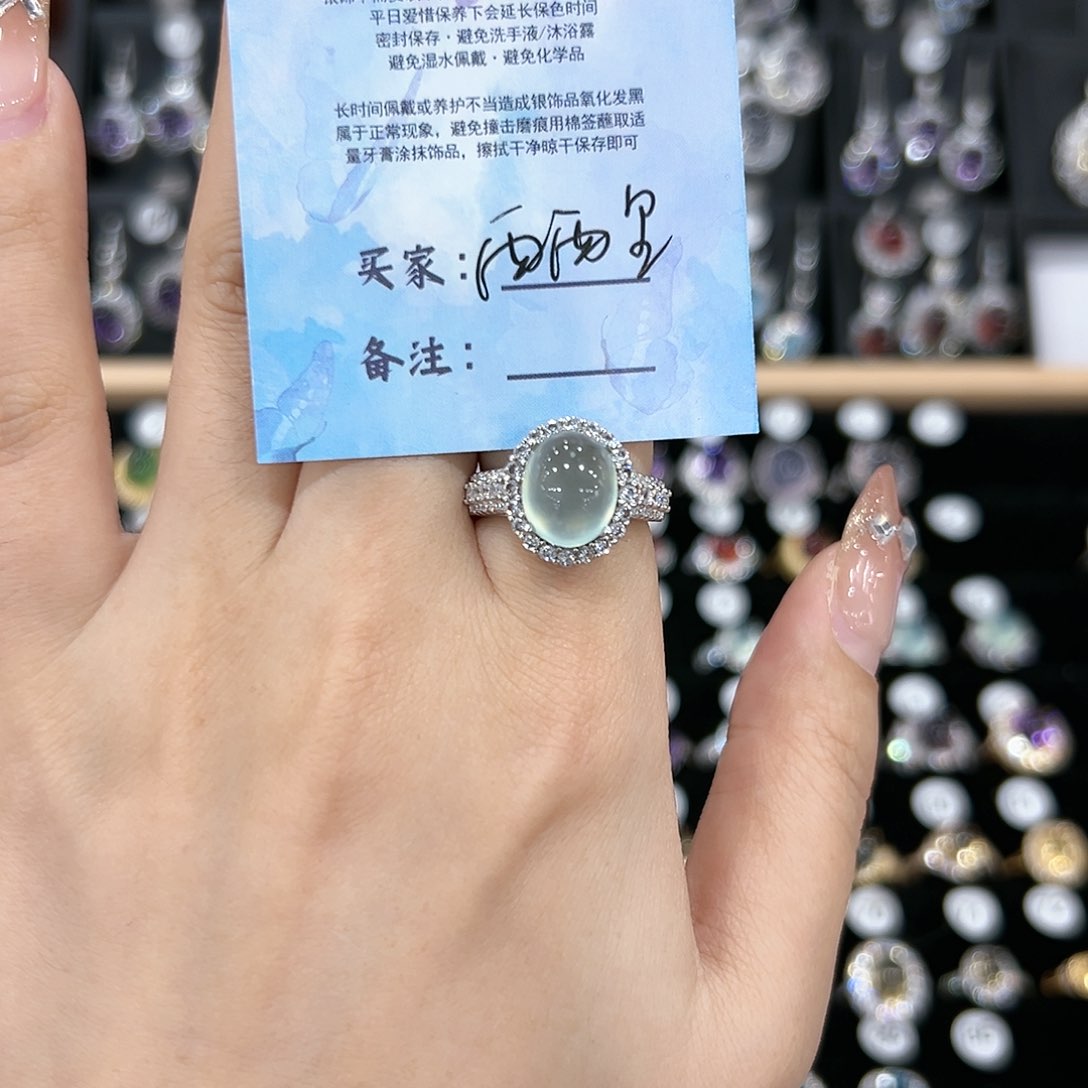 平日爱惜保养下会延长保色时间
密封保存·避免洗手液/沐浴露
避免湿水佩戴·避免化学品
长时间佩戴或养护不当造成银饰品氧化发黑
属于正常现象，避免撞击磨痕用棉签蘸取适
量牙膏涂抹饰品，擦拭干净晾干保存即可
买家：
备注：